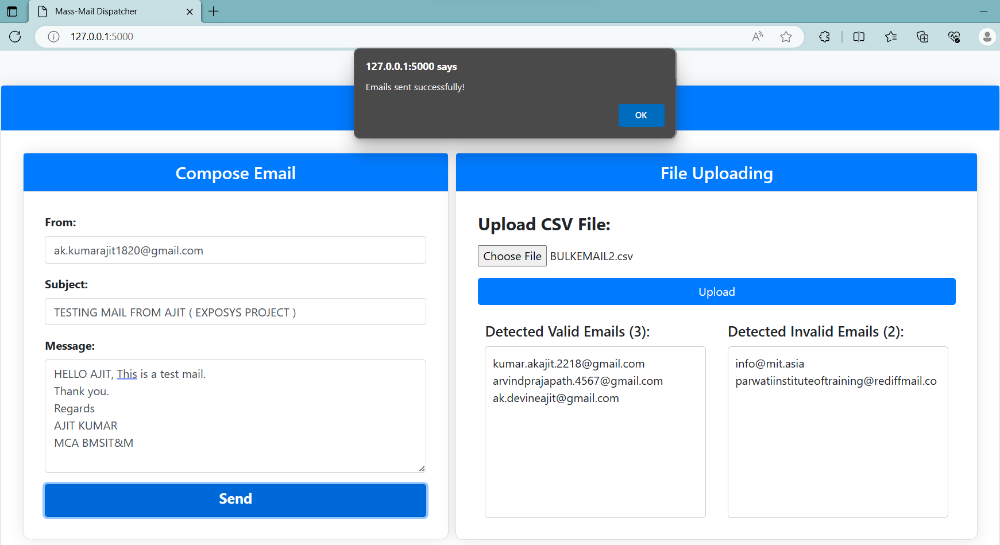 Mass-Mail Dispatcher
127.0.0.1:5000
127.0.0.1:5000 says
Emails sent successfully!
OK
Compose Email
From:
ak.kumarajit1820@gmail.com
Subject:
TESTING MAIL FROM AJIT ( EXPOSYS PROJECT )
Message:
HELLO AJIT, This is a test mail.
Thank you.
Regards
AJIT KUMAR
MCA BMSIT&M
Send
File Uploading
Upload CSV File:
Choose File BULKEMAIL2.csv
Upload
Detected Valid Emails (3):
kumar.akajit.2218@gmail.com
arvindprajapath.4567@gmail.com
ak.devineajit@gmail.com
Detected Invalid Emails (2):
info@mit.asia
parwatiinstituteoftraining@rediffmail.co